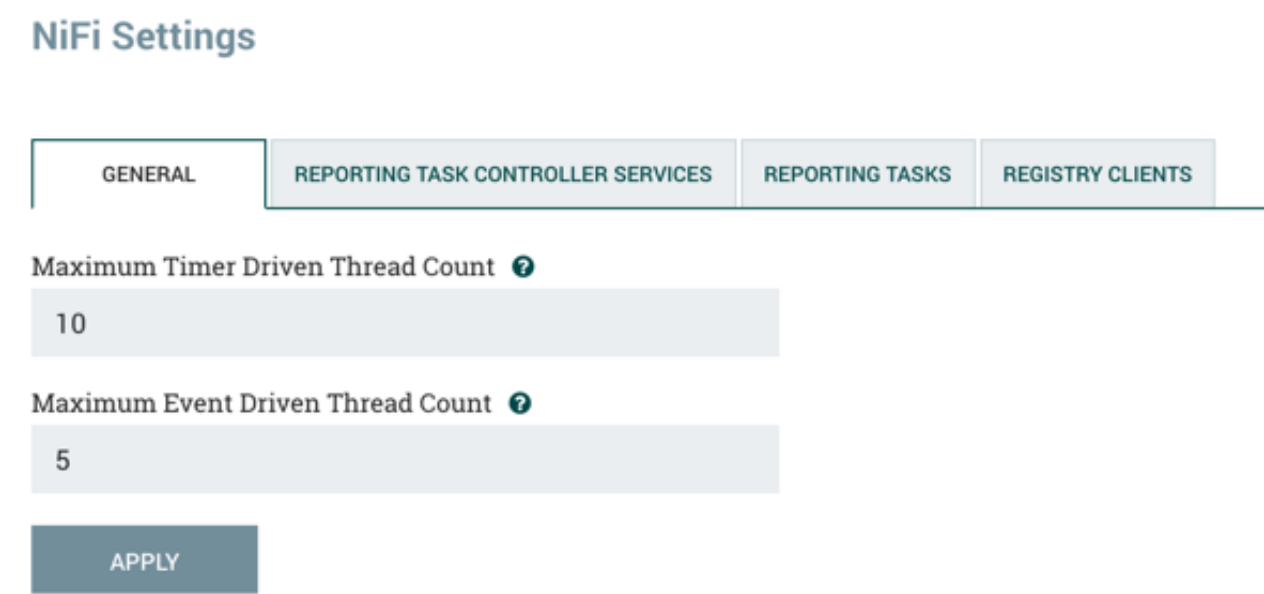 NiFi Settings
GENERAL REPORTING TASK CONTROLLER SERVICES REPORTING TASKS REGISTRY CLIENTS
Maximum Timer Driven Thread Count ?
10
Maximum Event Driven Thread Count ?
5
APPLY